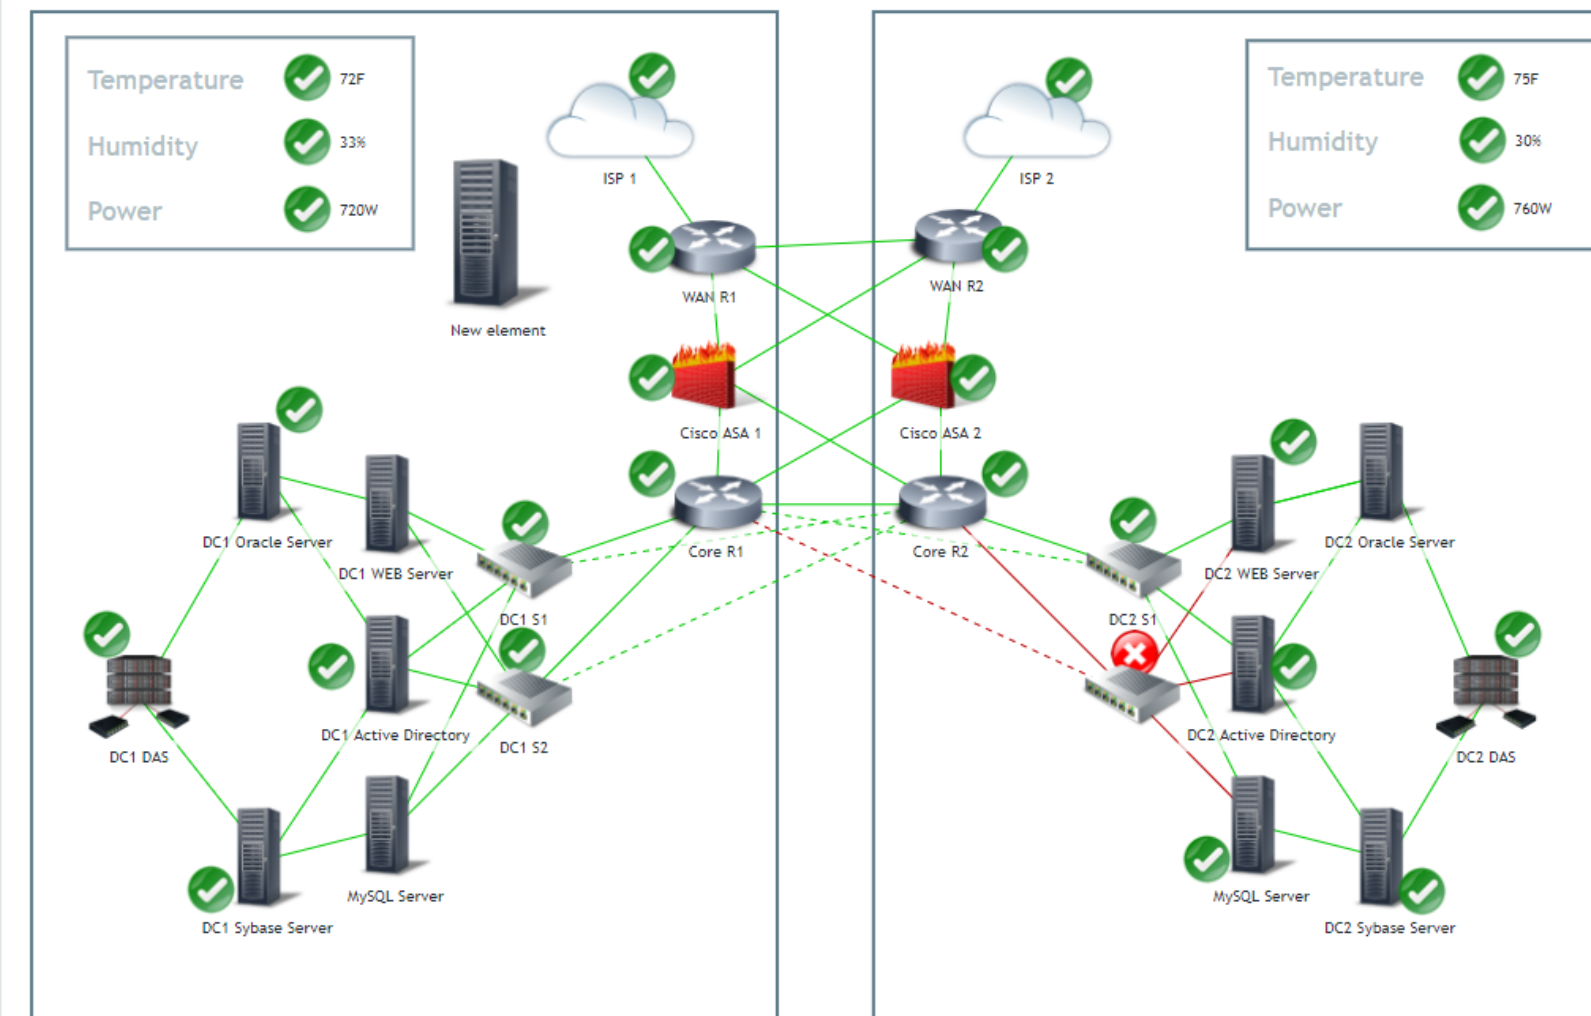 Temperature 72F
Humidity 33%
Power 720W
ISP 1
New element
WAN R1
Cisco ASA 1
Core R1
DC1 Oracle Server
DC1 WEB Server
DC1 S1
DC1 Active Directory
DC1 S2
DC1 DAS
MySQL Server
DC1 Sybase Server
Temperature 75F
Humidity 30%
Power 760W
ISP 2
WAN R2
Cisco ASA 2
Core R2
DC2 Oracle Server
DC2 WEB Server
DC2 S1
DC2 Active Directory
DC2 DAS
MySQL Server
DC2 Sybase Server